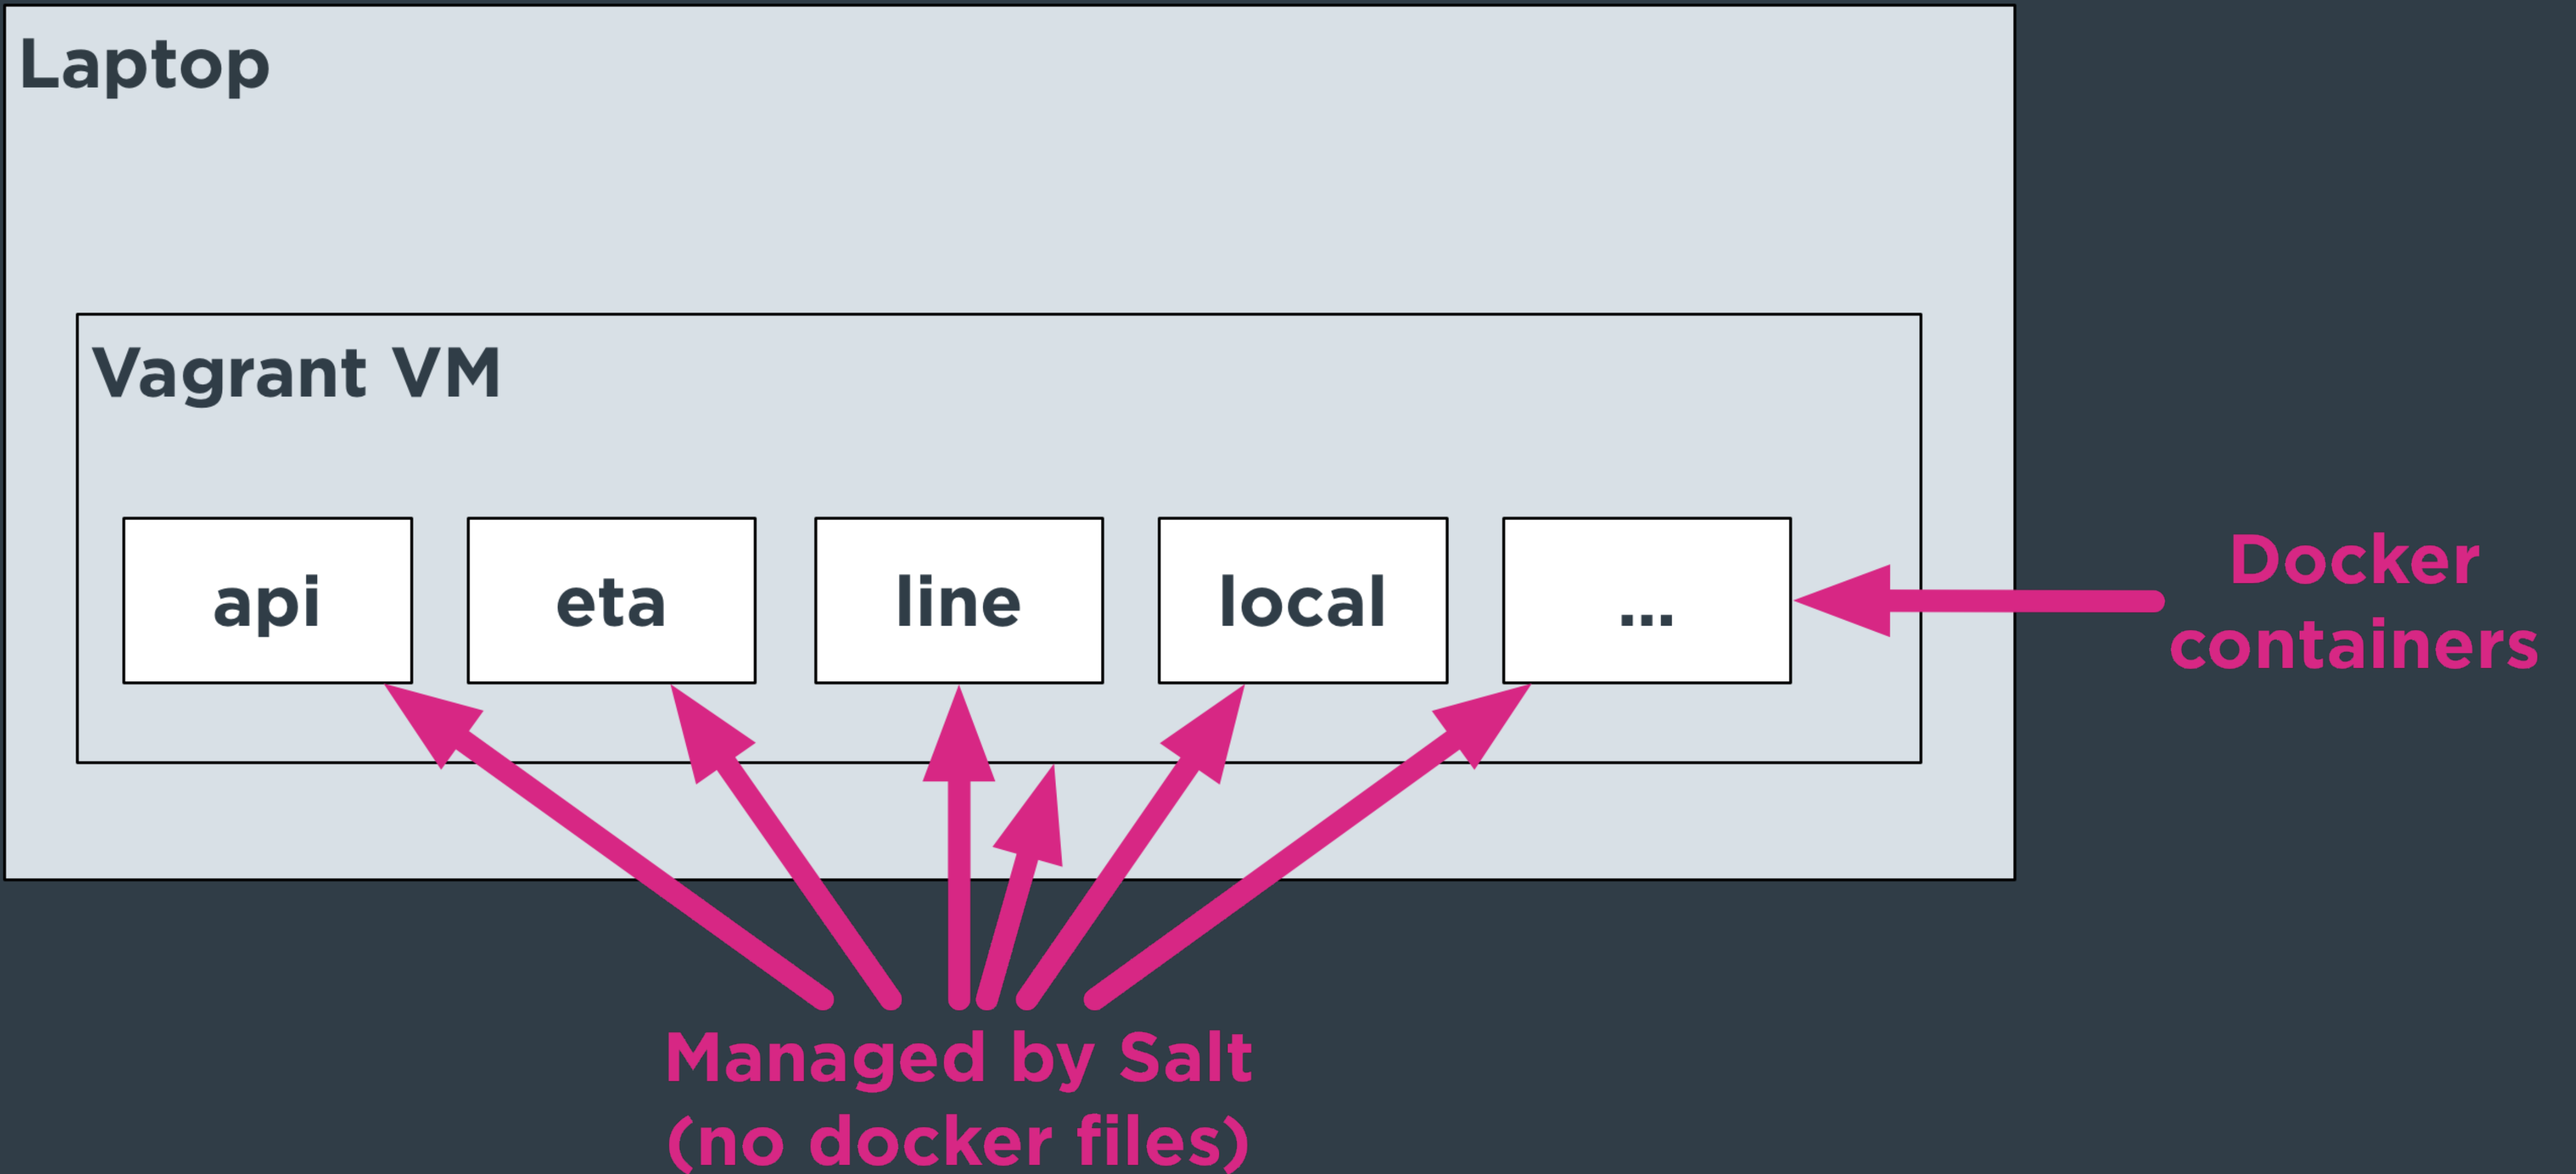 Laptop
Vagrant VM
api
eta
line
local
...
Docker
containers
Managed by Salt
(no docker files)